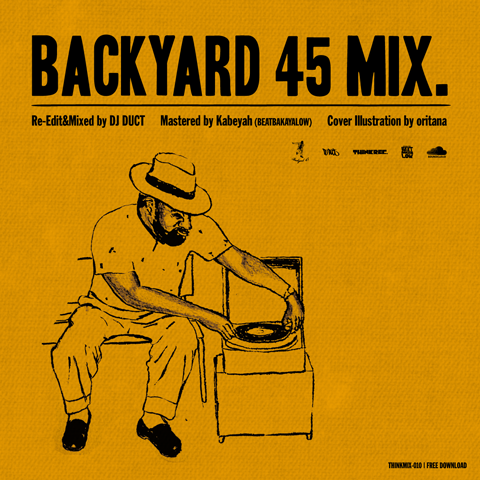 BACKYARD 45 MIX.
Re-Edit&Mixed by DJ DUCT Mastered by Kabeyah (BEATBAKAYALOW) Cover Illustration by oritana
THINKREC.
THINKMIX-010 | FREE DOWNLOAD